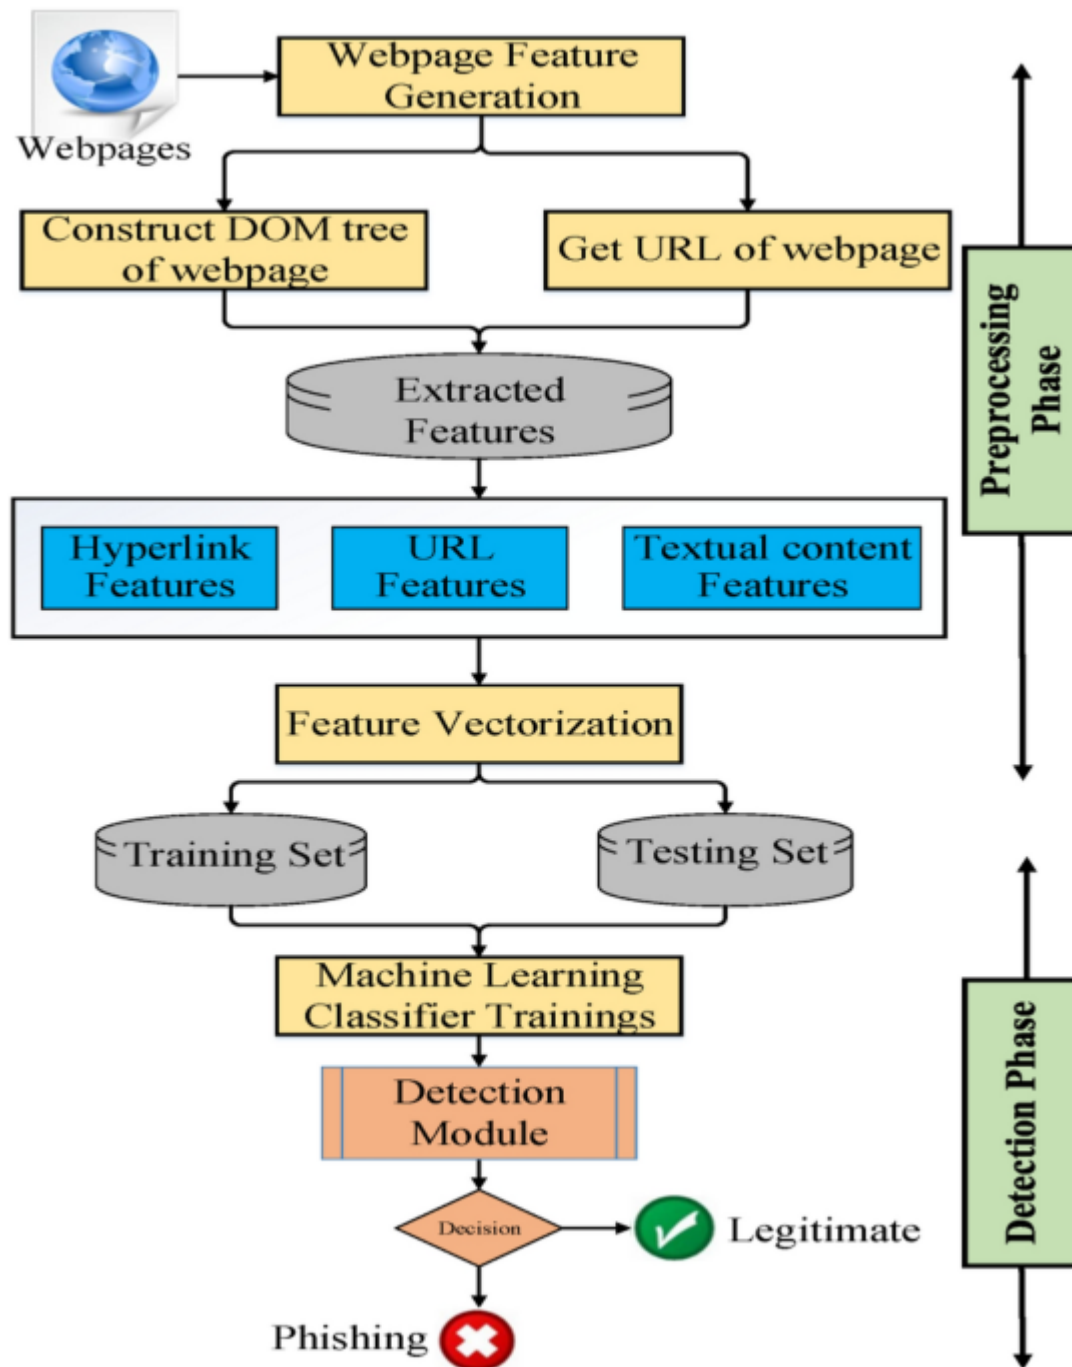 Webpage Feature
Generation
Webpages
Construct DOM tree
of webpage
Get URL of webpage
Extracted
Features
Preprocessing
Phase
Hyperlink
Features
URL
Features
Textual content
Features
Feature Vectorization
Training Set
Testing Set
Machine Learning
Classifier Trainings
Detection
Module
Detection Phase
Decision
Legitimate
Phishing